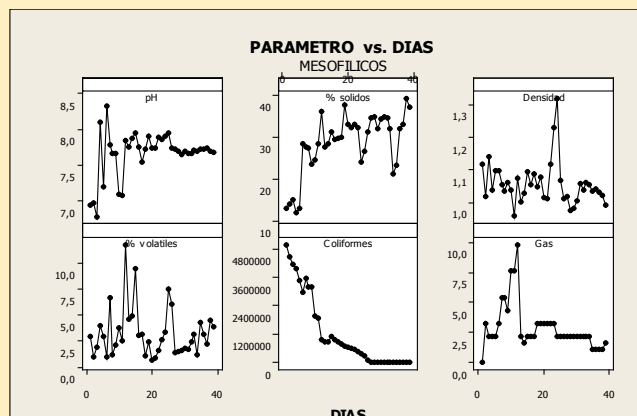 PARAMETRO vs. DIAS
MESOFILICOS
0 20 40
pH
8,5
8,0
7,5
7,0
% solidos
40
30
20
10
Densidad
1,3
1,2
1,1
1,0
% volatiles
10,0
7,5
5,0
2,5
0,0
Coliformes
4800000
3600000
2400000
1200000
0
Gas
10,0
7,5
5,0
2,5
0,0
0 20 40
0 20 40
DIAS